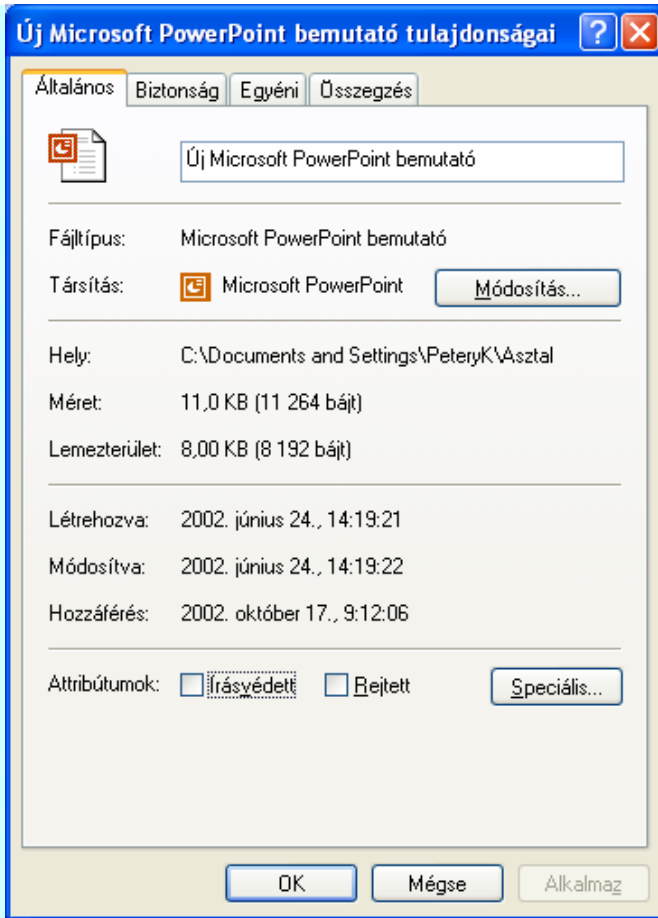 Új Microsoft PowerPoint bemutató tulajdonságai
Általános Biztonság Egyéni Összegzés
Új Microsoft PowerPoint bemutató
Fájltípus: Microsoft PowerPoint bemutató
Társítás: Microsoft PowerPoint Módosítás...
Hely: C:\Documents and Settings\PeteryK\Asztal
Méret: 11,0 KB (11 264 bájt)
Lemezterület: 8,00 KB (8 192 bájt)
Létrehozva: 2002. június 24., 14:19:21
Módosítva: 2002. június 24., 14:19:22
Hozzáférés: 2002. október 17., 9:12:06
Attribútumok: Írásvédett Rejtett Speciális...
OK Mégse Alkalmaz